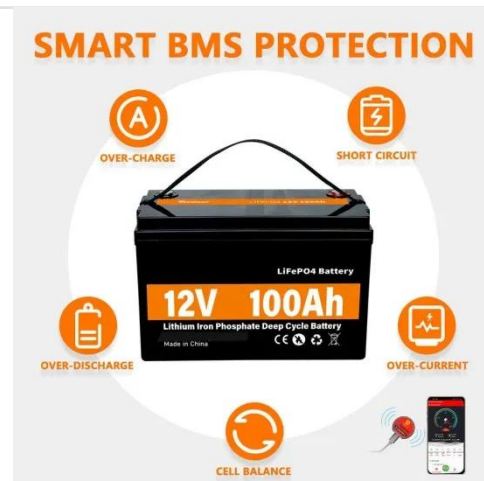 SMART BMS PROTECTION
OVER-CHARGE
SHORT CIRCUIT
LiFePO4 Battery
12V 100Ah
Lithium Iron Phosphate Deep Cycle Battery
Made in China
CE
OVER-DISCHARGE
OVER-CURRENT
CELL BALANCE